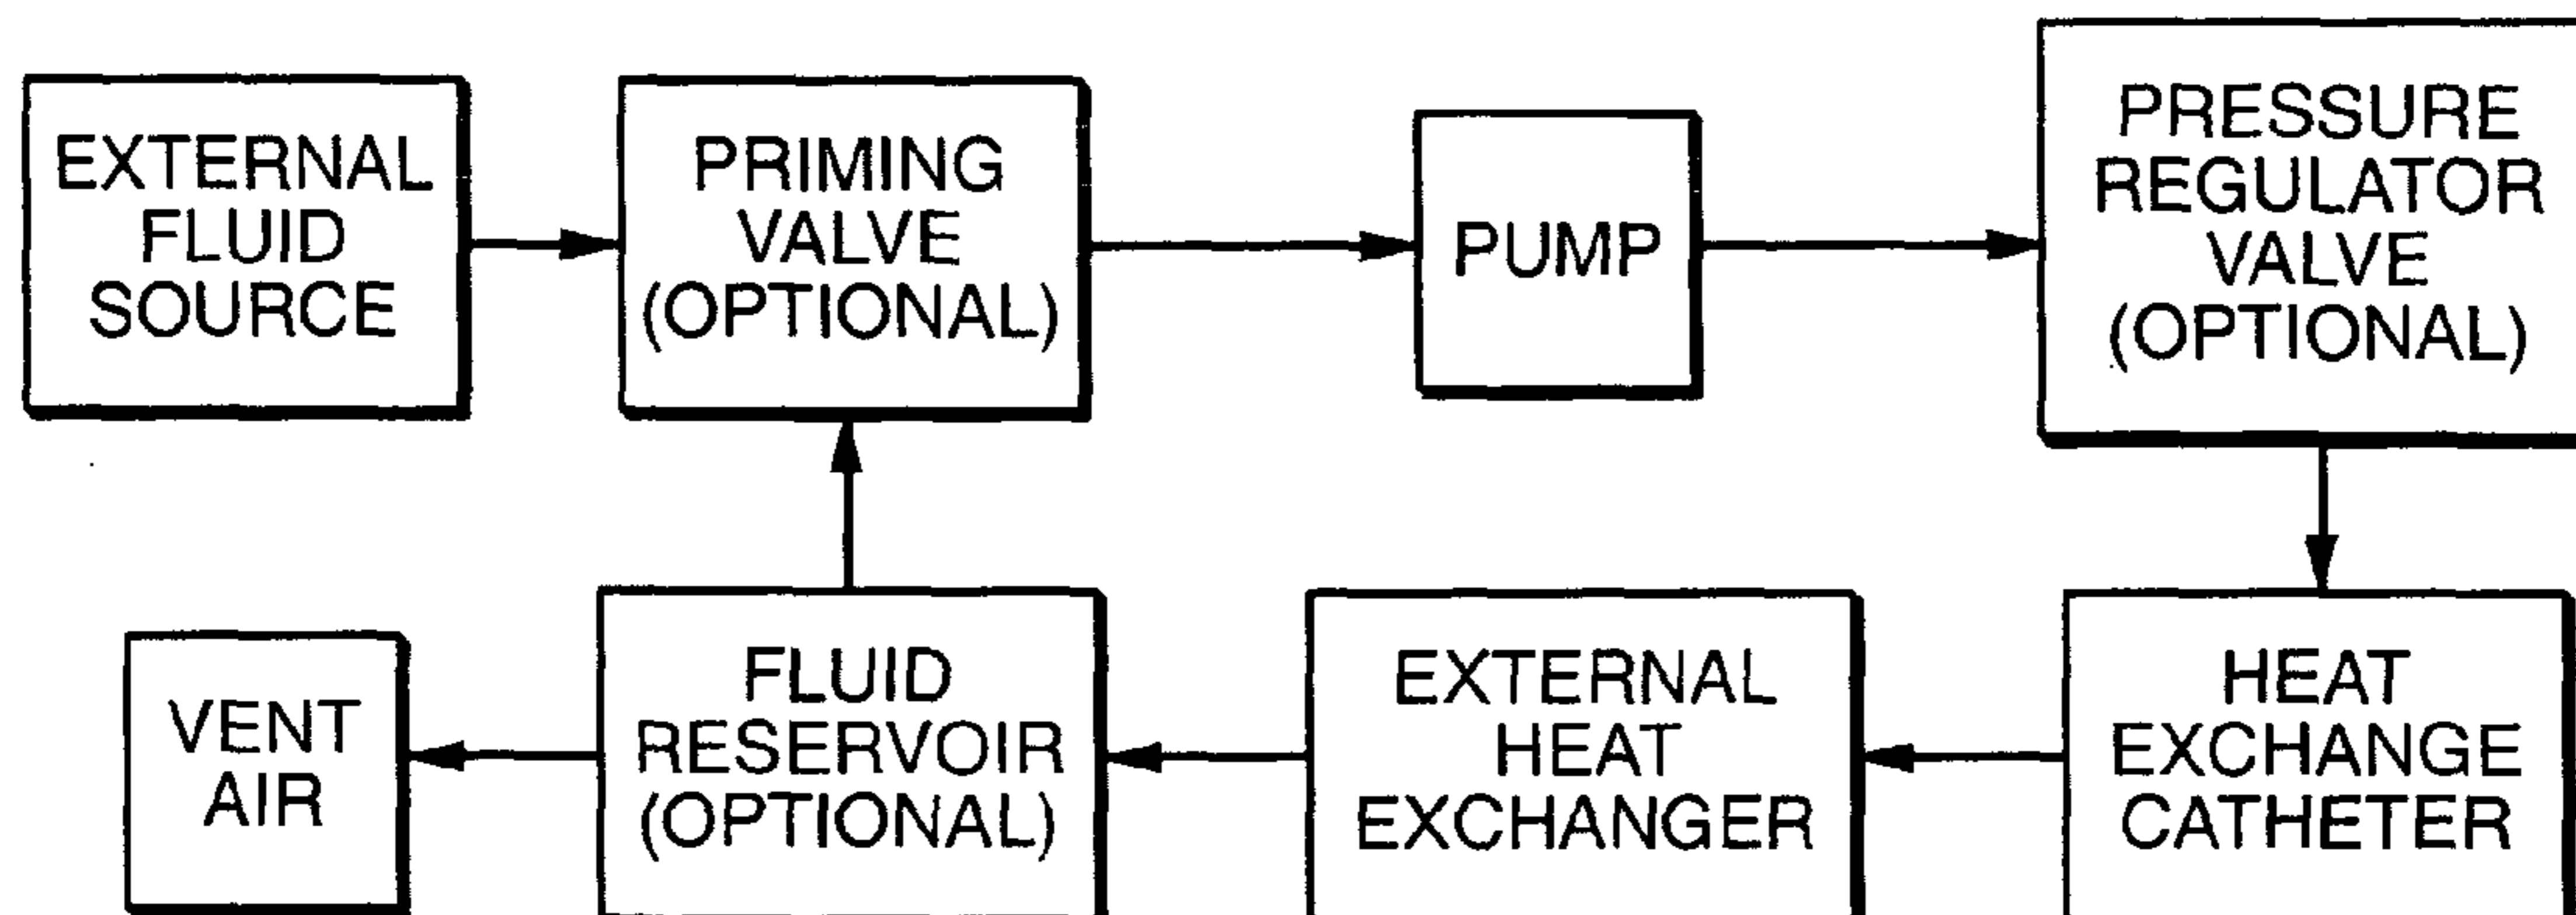 EXTERNAL
FLUID
SOURCE
PRIMING
VALVE
(OPTIONAL)
PUMP
PRESSURE
REGULATOR
VALVE
(OPTIONAL)
VENT
AIR
FLUID
RESERVOIR
(OPTIONAL)
EXTERNAL
HEAT
EXCHANGER
HEAT
EXCHANGE
CATHETER